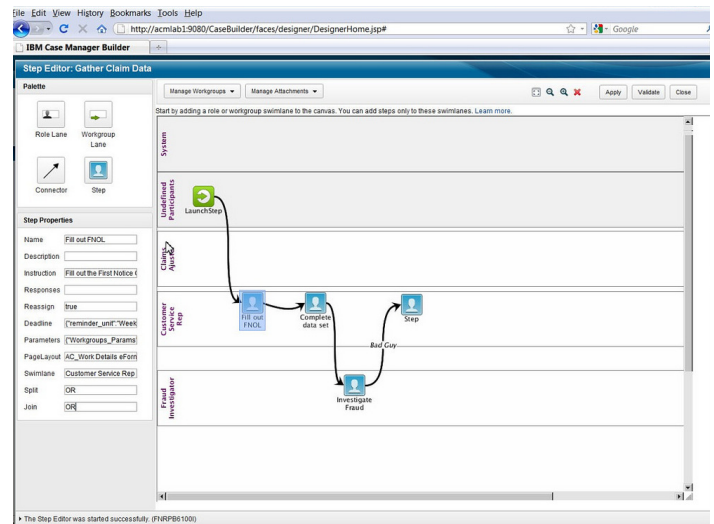 File Edit View History Bookmarks Tools Help
http://acmlab1:9080/CaseBuilder/faces/designer/DesignerHome.jsp#
Google
IBM Case Manager Builder
Step Editor: Gather Claim Data
Palette
Manage Workgroups
Manage Attachments
Apply
Validate
Close
Start by adding a role or workgroup swimlane to the canvas. You can add steps only to these swimlanes. Learn more.
Role Lane
Workgroup Lane
Connector
Step
System
Undefined Participants
LaunchStep
Claims
Customer Service Rep
Fill out FNOL
Complete data set
Step
Bad Guy
Fraud Investigator
Investigate Fraud
Step Properties
Name Fill out FNOL
Description
Instruction Fill out the First Notice
Responses
Reassign true
Deadline {"reminder_unit":"Week
Parameters {"Workgroups_Params
PageLayout AC_Work Details eForm
Swimlane Customer Service Rep
Split OR
Join OR
The Step Editor was started successfully. (FNRPB6100I)